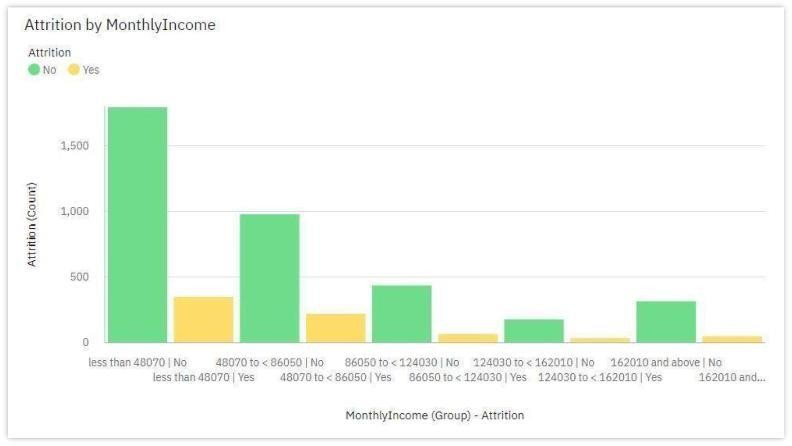 Attrition by MonthlyIncome
Attrition
No Yes
1,500
1,000
500
0
Attrition (Count)
less than 48070 | No 48070 to < 86050 | No 86050 to < 124030 | No 124030 to < 162010 | No 162010 and above | No
less than 48070 | Yes 48070 to < 86050 | Yes 86050 to < 124030 | Yes 124030 to < 162010 | Yes 162010 and...
MonthlyIncome (Group) - Attrition